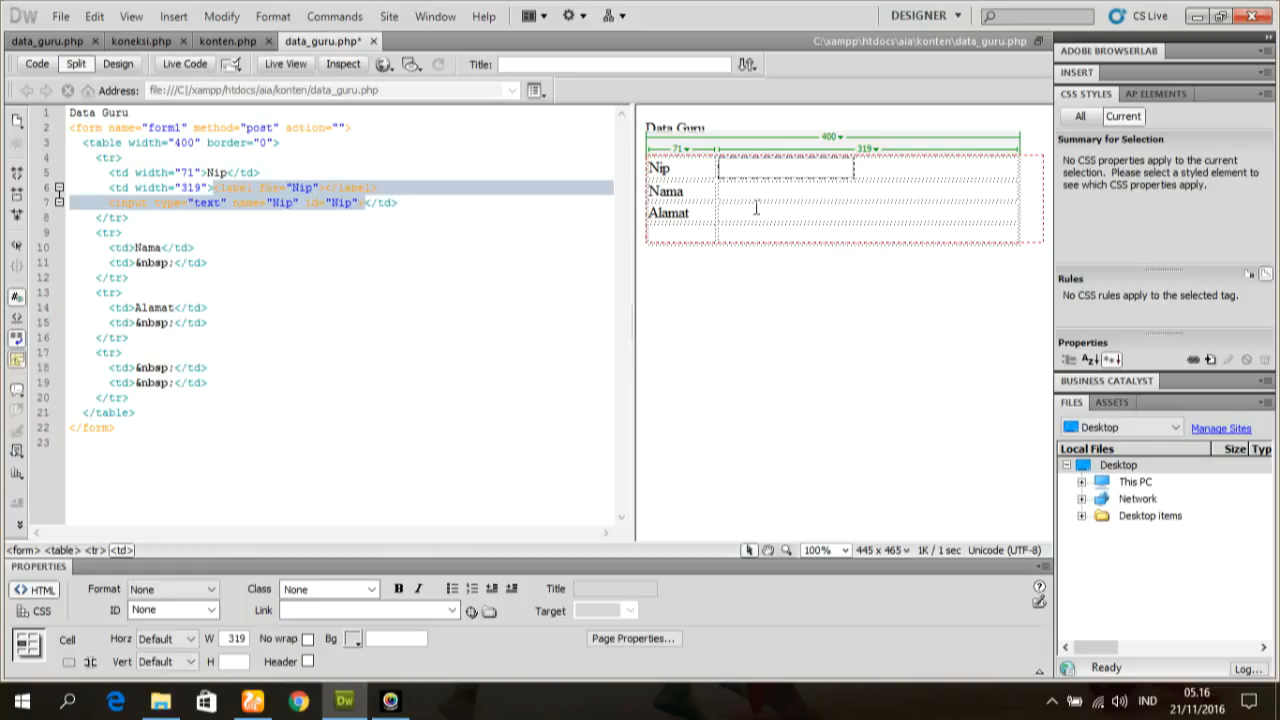 Dw File Edit View Insert Modify Format Commands Site Window Help DESIGNER CS Live
data_guru.php koneksi.php konten.php data_guru.php* C:\xampp\htdocs\aia\konten\data_guru.php
Code Split Design Live Code Live View Inspect Title:
Address: file:///C|/xampp/htdocs/aia/konten/data_guru.php
1 Data Guru
2 <form name="form1" method="post" action="">
3 <table width="400" border="0">
4 <tr>
5 <td width="71">Nip</td>
6 <td width="319"><label for="Nip"></label>
7 <input type="text" name="Nip" id="Nip"></td>
8 </tr>
9 <tr>
10 <td>Nama</td>
11 <td>&nbsp;</td>
12 </tr>
13 <tr>
14 <td>Alamat</td>
15 <td>&nbsp;</td>
16 </tr>
17 <tr>
18 <td>&nbsp;</td>
19 <td>&nbsp;</td>
20 </tr>
21 </table>
22 </form>
23
Data Guru
400
71 319
Nip
Nama
Alamat
ADOBE BROWSERLAB
INSERT
CSS STYLES AP ELEMENTS
All Current
Summary for Selection
No CSS properties apply to the current
selection. Please select a styled element to
see which CSS properties apply.
Rules
No CSS rules apply to the selected tag.
Properties
BUSINESS CATALYST
FILES ASSETS
Desktop Manage Sites
Local Files Size Typ
Desktop
This PC
Network
Desktop items
Ready Log...
<form> <table> <tr> <td> 100% 445 x 465 1K / 1 sec Unicode (UTF-8)
PROPERTIES
<> HTML Format None Class None B I Title
CSS ID None Link Target
Cell Horz Default W 319 No wrap Bg Page Properties...
Vert Default H Header
Dw IND 05.16
21/11/2016